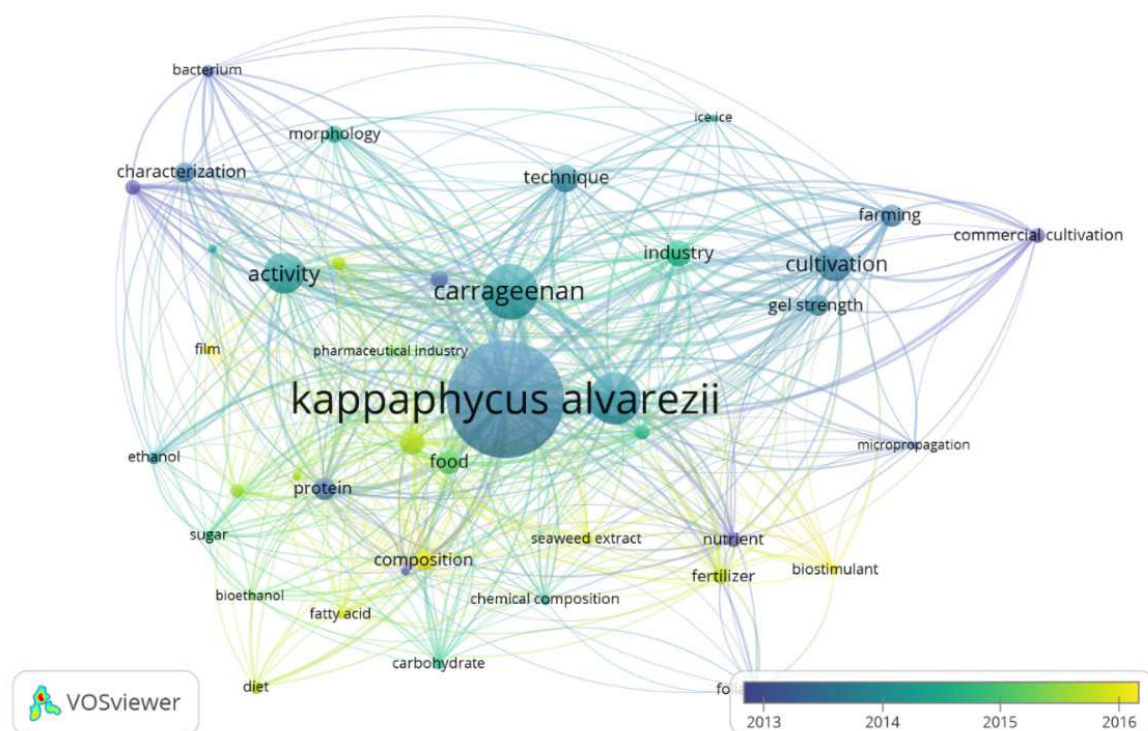 bacterium
ice ice
morphology
characterization
technique
farming
commercial cultivation
industry
cultivation
activity
carrageenan
gel strength
film
pharmaceutical industry
kappaphycus alvarezii
micropropagation
ethanol
food
protein
sugar
seaweed extract
nutrient
composition
biostimulant
fertilizer
bioethanol
chemical composition
fatty acid
carbohydrate
diet
VOSviewer
2013 2014 2015 2016